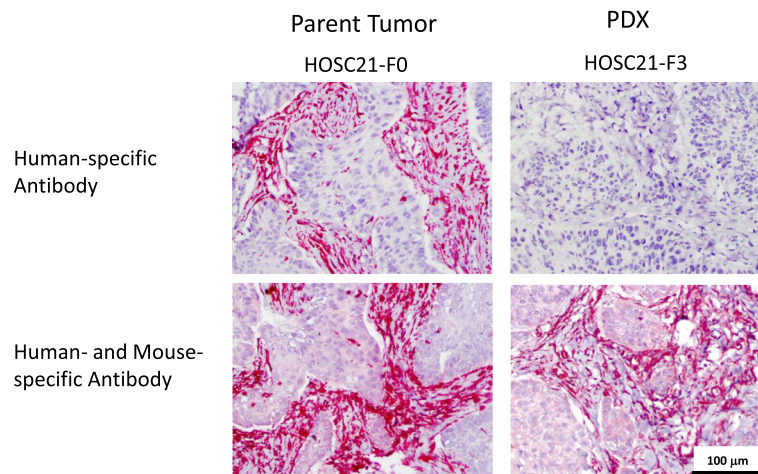 Parent Tumor
PDX
HOSC21-F0
HOSC21-F3
Human-specific
Antibody
Human- and Mouse-
specific Antibody
100 μm